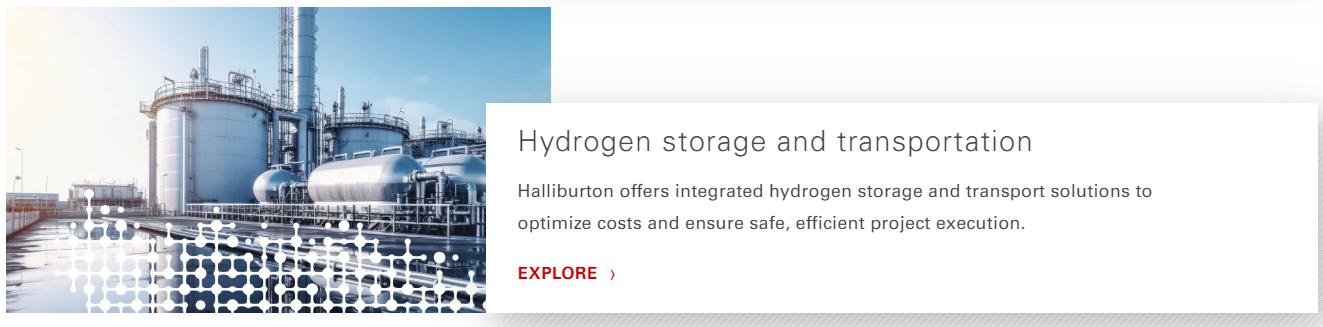 Hydrogen storage and transportation
Halliburton offers integrated hydrogen storage and transport solutions to
optimize costs and ensure safe, efficient project execution.
EXPLORE ›